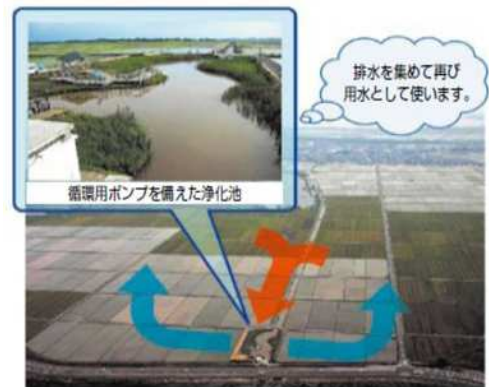 排水を集めて再び
用水として使います。
循環用ポンプを備えた浄化池